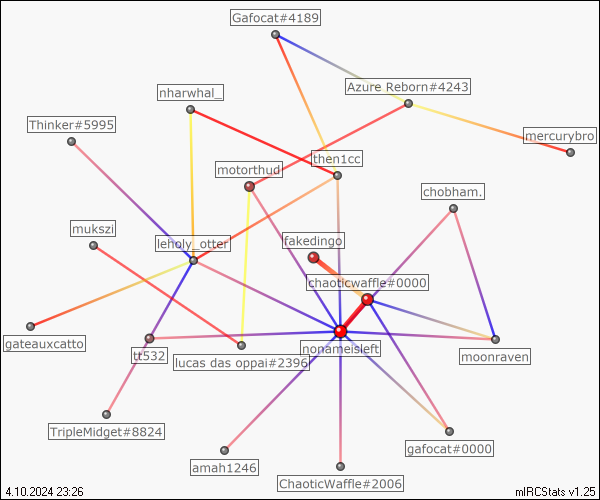 Gafocat#4189
Azure Reborn#4243
nharwhal_
Thinker#5995
mercurybro
then1cc
motorthud
chobham.
mukszi
leholy_otter
fakedingo
chaoticwaffle#0000
gateauxcatto
tt532
nonameisleft
moonraven
lucas das oppai#2396
TripleMidget#8824
gafocat#0000
amah1246
ChaoticWaffle#2006
4.10.2024 23:26
mIRCStats v1.25